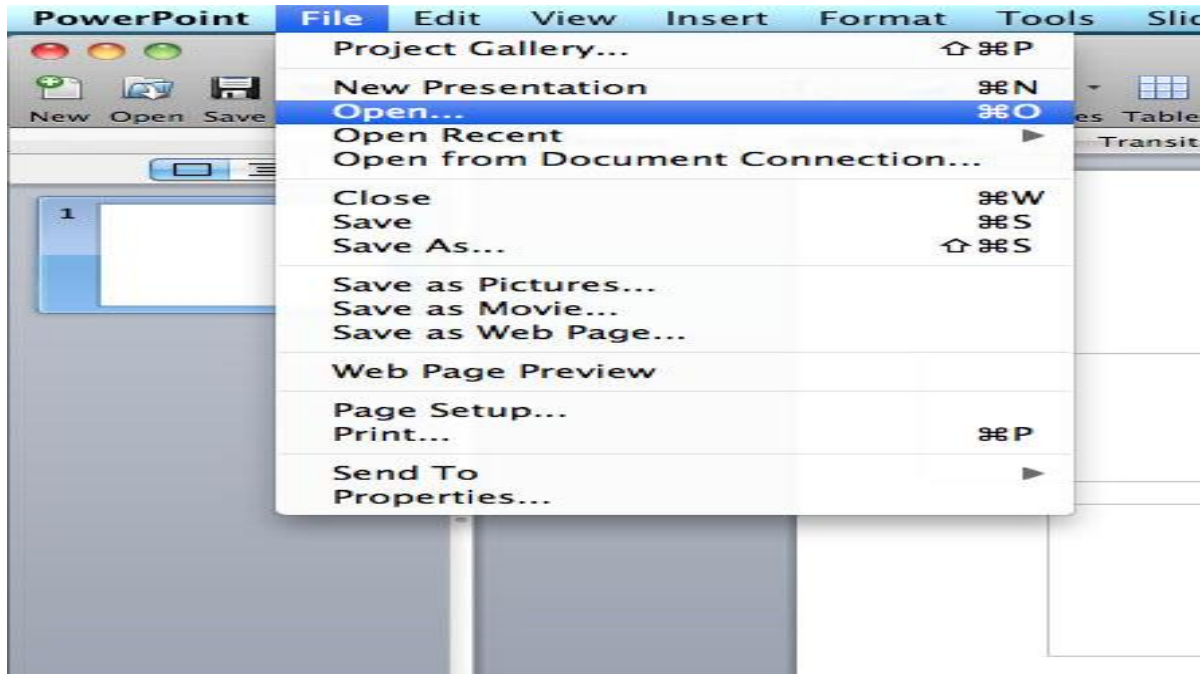 PowerPoint File Edit View Insert Format Tools Slid
Project Gallery... ⇧⌘P
New Presentation ⌘N
New Open Save
Open... ⌘O
es Table
Open Recent ▶
Transit
Open from Document Connection...
Close ⌘W
1
Save ⌘S
Save As... ⇧⌘S
Save as Pictures...
Save as Movie...
Save as Web Page...
Web Page Preview
Page Setup...
Print... ⌘P
Send To ▶
Properties...